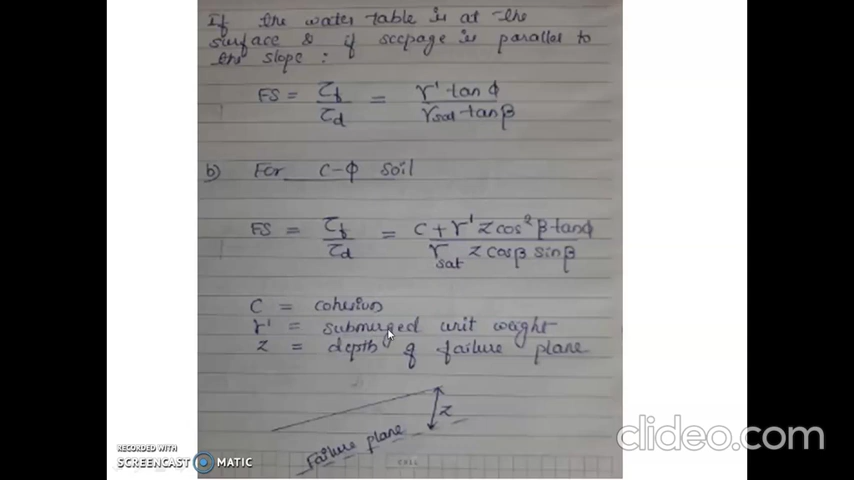 If the water table is at the
surface & if seepage is parallel to
the slope :
FS = τf / τd = γ' tan φ / γsat tan β
b) For C-φ soil
FS = τf / τd = C + γ' z cos² β tan φ / γsat z cosβ sinβ
C = cohesion
γ' = submerged unit weight
z = depth of failure plane
z
failure plane
RECORDED WITH
SCREENCAST MATIC
clideo.com